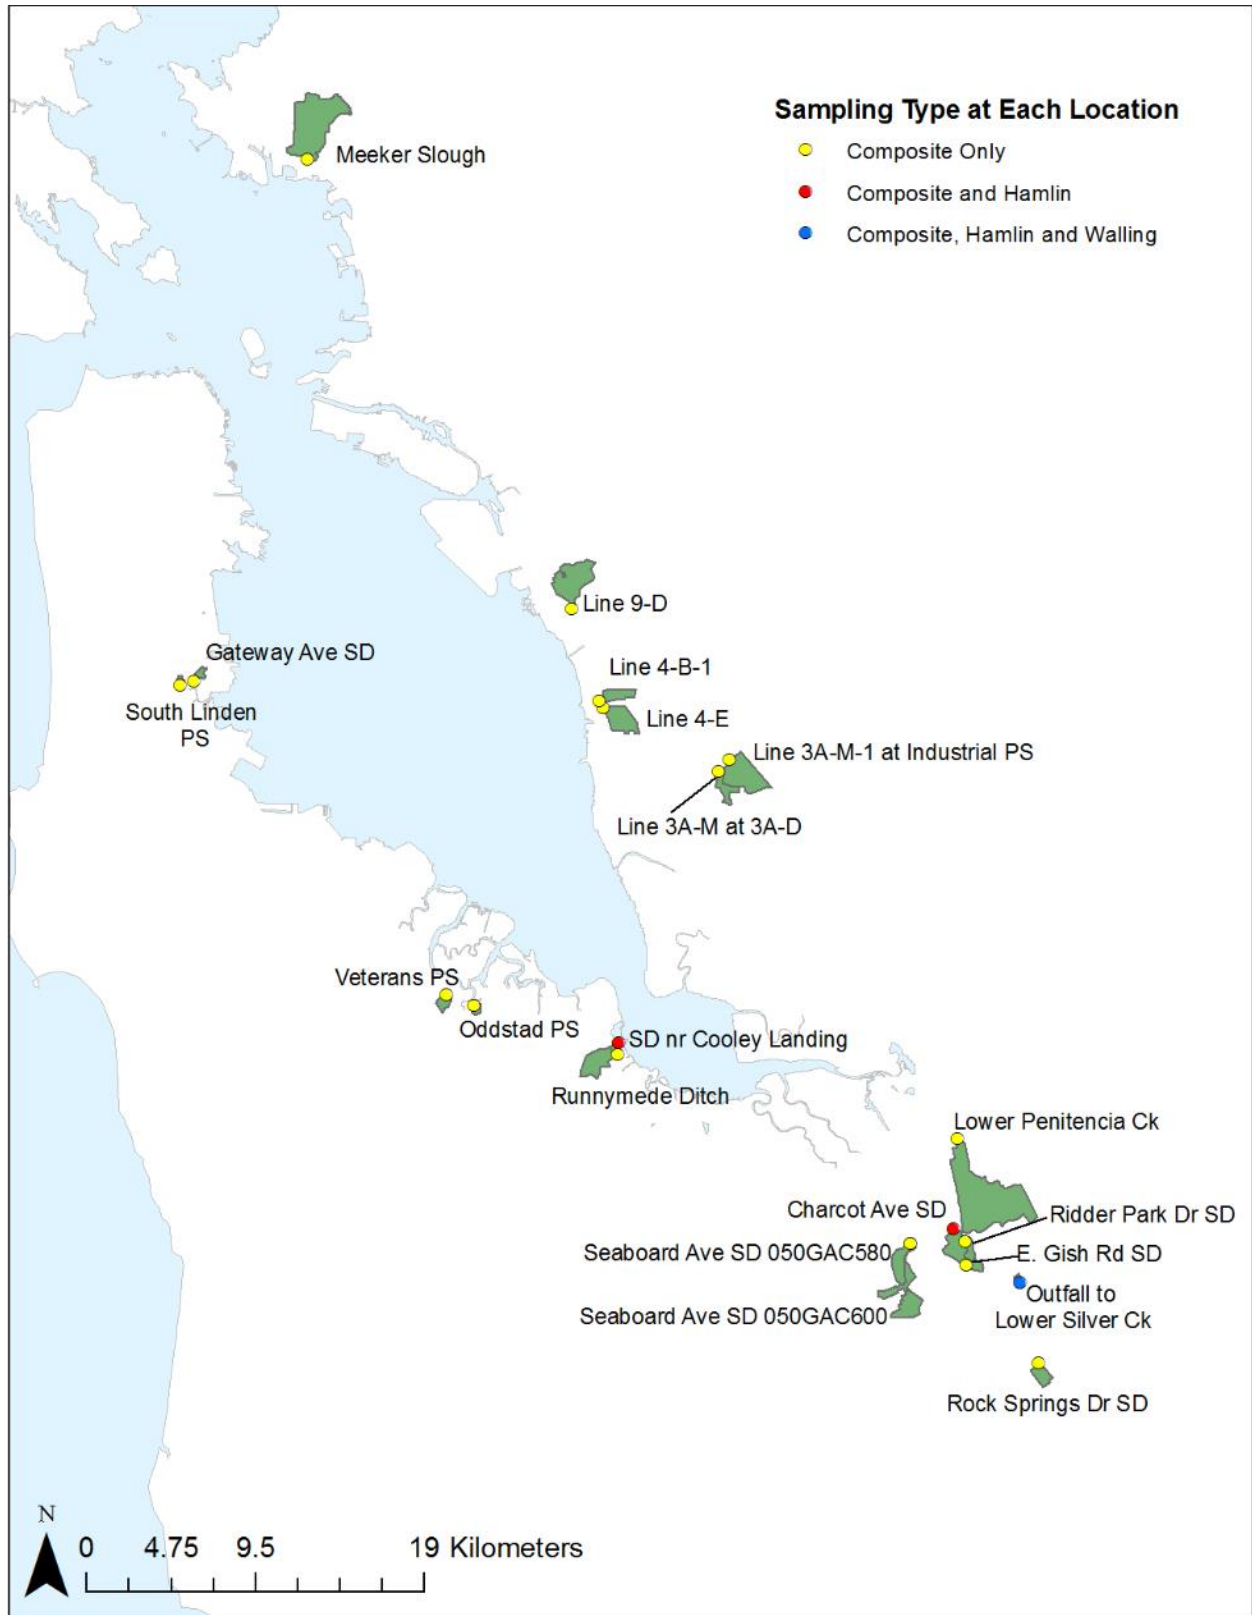 Sampling Type at Each Location
Composite Only
Composite and Hamlin
Composite, Hamlin and Walling
Meeker Slough
Line 9-D
Gateway Ave SD
South Linden
PS
Line 4-B-1
Line 4-E
Line 3A-M-1 at Industrial PS
Line 3A-M at 3A-D
Veterans PS
Oddstad PS
SD nr Cooley Landing
Runnymede Ditch
Lower Penitencia Ck
Charcot Ave SD
Ridder Park Dr SD
Seaboard Ave SD 050GAC580
E. Gish Rd SD
Outfall to
Lower Silver Ck
Seaboard Ave SD 050GAC600
Rock Springs Dr SD
N
0 4.75 9.5 19 Kilometers